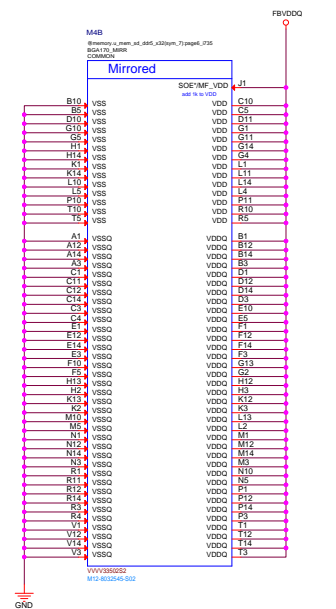 FBVDDQ
M4B
@memory.u_mem_sd_ddr5_x32(sym_7):page6_i735
BGA170_MIRR
COMMON
Mirrored
SOE*/MF_VDD J1
add 1k to VDD
B10 VSS VDD C10
B5 VSS VDD C5
D10 VSS VDD D11
G10 VSS VDD G1
G5 VSS VDD G11
H1 VSS VDD G14
H14 VSS VDD G4
K1 VSS VDD L1
K14 VSS VDD L11
L10 VSS VDD L14
L5 VSS VDD L4
P10 VSS VDD P11
T10 VSS VDD R10
T5 VSS VDD R5
A1 VSSQ VDDQ B1
A12 VSSQ VDDQ B12
A14 VSSQ VDDQ B14
A3 VSSQ VDDQ B3
C1 VSSQ VDDQ D1
C11 VSSQ VDDQ D12
C12 VSSQ VDDQ D14
C14 VSSQ VDDQ D3
C3 VSSQ VDDQ E10
C4 VSSQ VDDQ E5
E1 VSSQ VDDQ F1
E12 VSSQ VDDQ F12
E14 VSSQ VDDQ F14
E3 VSSQ VDDQ F3
F10 VSSQ VDDQ G13
F5 VSSQ VDDQ G2
H13 VSSQ VDDQ H12
H2 VSSQ VDDQ H3
K13 VSSQ VDDQ K12
K2 VSSQ VDDQ K3
M10 VSSQ VDDQ L13
M5 VSSQ VDDQ L2
N1 VSSQ VDDQ M1
N12 VSSQ VDDQ M12
N14 VSSQ VDDQ M14
N3 VSSQ VDDQ M3
R1 VSSQ VDDQ N10
R11 VSSQ VDDQ N5
R12 VSSQ VDDQ P1
R14 VSSQ VDDQ P12
R3 VSSQ VDDQ P14
R4 VSSQ VDDQ P3
V1 VSSQ VDDQ T1
V12 VSSQ VDDQ T12
V14 VSSQ VDDQ T14
V3 VSSQ VDDQ T3
VVVV33502S2
M12-8032545-S02
GND